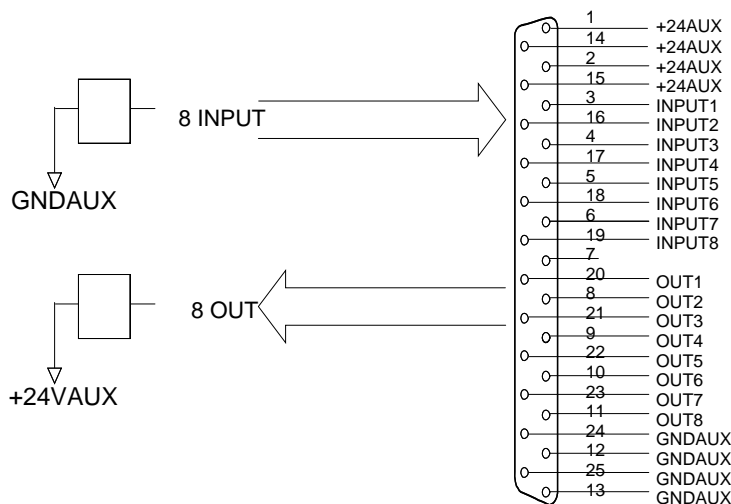 1 +24AUX
14 +24AUX
2 +24AUX
15 +24AUX
3 INPUT1
16 INPUT2
4 INPUT3
17 INPUT4
5 INPUT5
18 INPUT6
6 INPUT7
19 INPUT8
7
20 OUT1
8 OUT2
21 OUT3
9 OUT4
22 OUT5
10 OUT6
23 OUT7
11 OUT8
24 GNDAUX
12 GNDAUX
25 GNDAUX
13 GNDAUX
8 INPUT
GNDAUX
8 OUT
+24VAUX